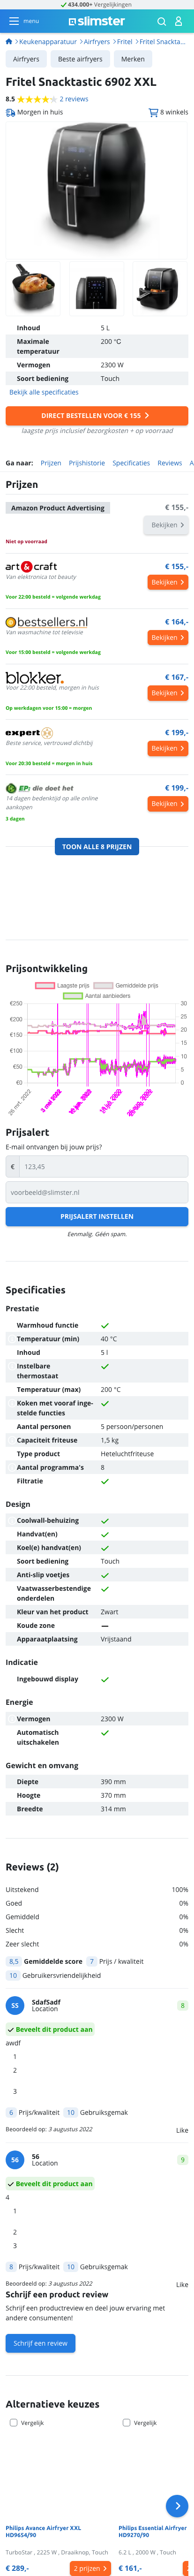 434.000+ Vergelijkingen
menu
slimster
Keukenapparatuur
Airfryers
Fritel
Fritel Snackta...
Airfryers
Beste airfryers
Merken
Fritel Snacktastic 6902 XXL
8.5
2 reviews
Morgen in huis
8 winkels
Inhoud 5 L
Maximale temperatuur 200 °C
Vermogen 2300 W
Soort bediening Touch
Bekijk alle specificaties
DIRECT BESTELLEN VOOR € 155
laagste prijs inclusief bezorgkosten + op voorraad
Ga naar: Prijzen Prijshistorie Specificaties Reviews A
Prijzen
Amazon Product Advertising
€ 155,-
Bekijken
Niet op voorraad
art&craft
€ 155,-
Van elektronica tot beauty
Bekijken
Voor 22:00 besteld = volgende werkdag
bestsellers.nl
€ 164,-
Van wasmachine tot televisie
Bekijken
Voor 15:00 besteld = volgende werkdag
blokker.
€ 167,-
Voor 22:00 besteld, morgen in huis
Bekijken
Op werkdagen voor 15:00 = morgen
expert
€ 199,-
Beste service, vertrouwd dichtbij
Bekijken
Voor 20:30 besteld = morgen in huis
EP: die doet het
€ 199,-
14 dagen bedenktijd op alle online aankopen
Bekijken
3 dagen
TOON ALLE 8 PRIJZEN
Prijsontwikkeling
Laagste prijs
Gemiddelde prijs
Aantal aanbieders
€250
€200
€150
€100
€50
€0
30
25
20
15
10
5
0
Prijsalert
E-mail ontvangen bij jouw prijs?
€ 123,45
voorbeeld@slimster.nl
PRIJSALERT INSTELLEN
Eenmalig. Géén spam.
Specificaties
Prestatie
Warmhoud functie
Temperatuur (min) 40 °C
Inhoud 5 l
Instelbare thermostaat
Temperatuur (max) 200 °C
Koken met vooraf inge-
stelde functies
Aantal personen 5 persoon/personen
Capaciteit friteuse 1,5 kg
Type product Heteluchtfriteuse
Aantal programma's 8
Filtratie
Design
Coolwall-behuizing
Handvat(en)
Koel(e) handvat(en)
Soort bediening Touch
Anti-slip voetjes
Vaatwasserbestendige onderdelen
Kleur van het product Zwart
Koude zone
Apparaatplaatsing Vrijstaand
Indicatie
Ingebouwd display
Energie
Vermogen 2300 W
Automatisch uitschakelen
Gewicht en omvang
Diepte 390 mm
Hoogte 370 mm
Breedte 314 mm
Reviews (2)
Uitstekend 100%
Goed 0%
Gemiddeld 0%
Slecht 0%
Zeer slecht 0%
8,5 Gemiddelde score 7 Prijs / kwaliteit
10 Gebruikersvriendelijkheid
SS
SdafSadf
Location
8
Beveelt dit product aan
awdf
1
2
3
6 Prijs/kwaliteit 10 Gebruiksgemak
Beoordeeld op: 3 augustus 2022
Like
56
56
Location
9
Beveelt dit product aan
4
1
2
3
8 Prijs/kwaliteit 10 Gebruiksgemak
Beoordeeld op: 3 augustus 2022
Like
Schrijf een product review
Schrijf een productreview en deel jouw ervaring met
andere consumenten!
Schrijf een review
Alternatieve keuzes
Vergelijk
Vergelijk
Philips Avance Airfryer XXL
HD9654/90
Philips Essential Airfryer
HD9270/90
TurboStar , 2225 W , Draaiknop, Touch
6.2 L , 2000 W , Touch
€ 289,-
2 prijzen
€ 161,-